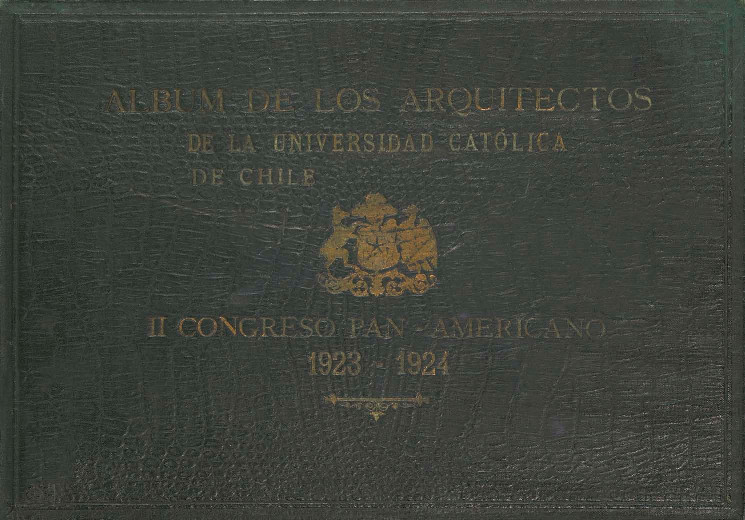 ALBUM DE LOS ARQUITECTOS
DE LA UNIVERSIDAD CATÓLICA
DE CHILE
II CONGRESO PAN-AMERICANO
1923 - 1924